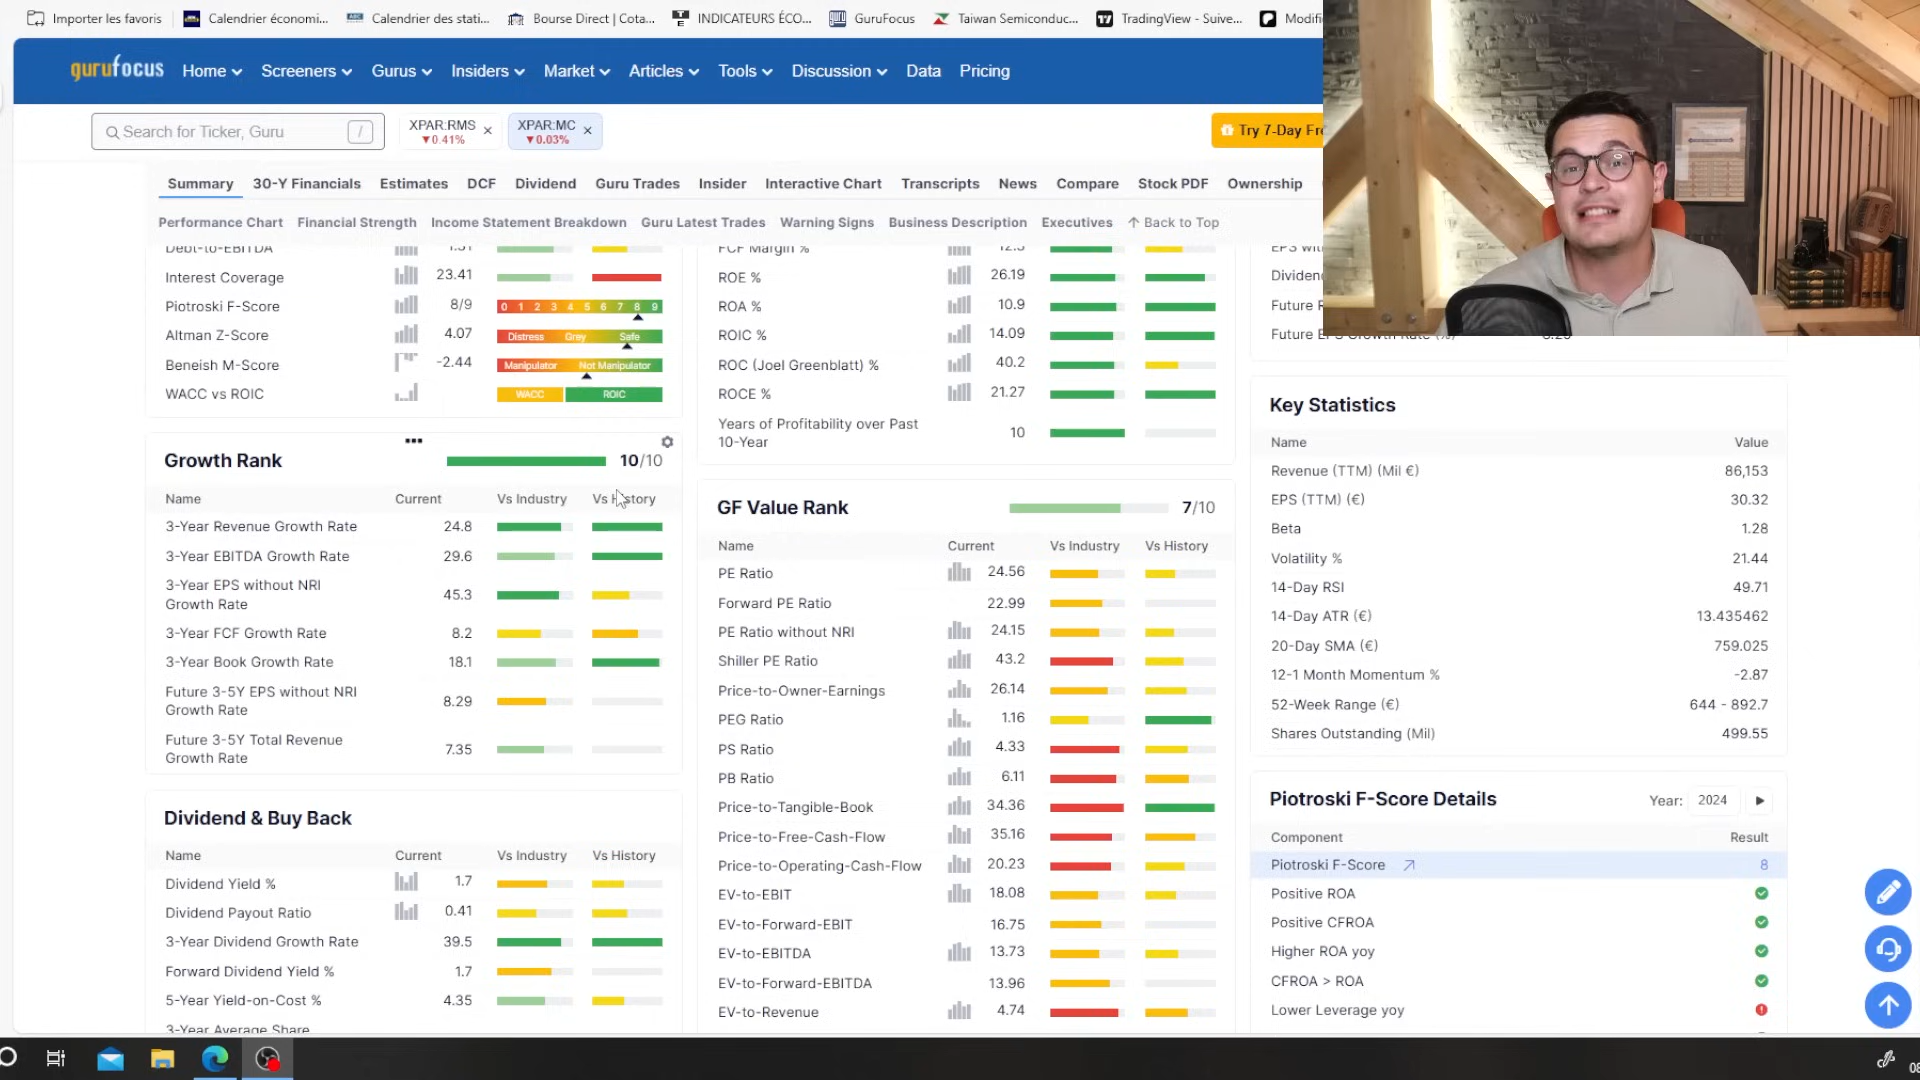 Importer les favoris
Calendrier économi...
Calendrier des stati...
Bourse Direct | Cota...
INDICATEURS ÉCO...
GuruFocus
Taiwan Semiconduc...
TradingView - Suive...
Modifi
gurufocus Home Screeners Gurus Insiders Market Articles Tools Discussion Data Pricing
Search for Ticker, Guru /
XPAR:RMS ×
▼0.41%
XPAR:MC ×
▼0.03%
Try 7-Day Fr
Summary 30-Y Financials Estimates DCF Dividend Guru Trades Insider Interactive Chart Transcripts News Compare Stock PDF Ownership
Performance Chart Financial Strength Income Statement Breakdown Guru Latest Trades Warning Signs Business Description Executives ↑ Back to Top
Debt-to-EBITDA 1.31
Interest Coverage 23.41
Piotroski F-Score 8/9 0 1 2 3 4 5 6 7 8 9
Altman Z-Score 4.07 Distress Grey Safe
Beneish M-Score -2.44 Manipulator Not Manipulator
WACC vs ROIC WACC ROIC
Growth Rank 10/10
Name Current Vs Industry Vs History
3-Year Revenue Growth Rate 24.8
3-Year EBITDA Growth Rate 29.6
3-Year EPS without NRI
Growth Rate 45.3
3-Year FCF Growth Rate 8.2
3-Year Book Growth Rate 18.1
Future 3-5Y EPS without NRI
Growth Rate 8.29
Future 3-5Y Total Revenue
Growth Rate 7.35
Dividend & Buy Back
Name Current Vs Industry Vs History
Dividend Yield % 1.7
Dividend Payout Ratio 0.41
3-Year Dividend Growth Rate 39.5
Forward Dividend Yield % 1.7
5-Year Yield-on-Cost % 4.35
3-Year Average Share
FCF Margin % 12.5
ROE % 26.19
ROA % 10.9
ROIC % 14.09
ROC (Joel Greenblatt) % 40.2
ROCE % 21.27
Years of Profitability over Past
10-Year 10
GF Value Rank 7/10
Name Current Vs Industry Vs History
PE Ratio 24.56
Forward PE Ratio 22.99
PE Ratio without NRI 24.15
Shiller PE Ratio 43.2
Price-to-Owner-Earnings 26.14
PEG Ratio 1.16
PS Ratio 4.33
PB Ratio 6.11
Price-to-Tangible-Book 34.36
Price-to-Free-Cash-Flow 35.16
Price-to-Operating-Cash-Flow 20.23
EV-to-EBIT 18.08
EV-to-Forward-EBIT 16.75
EV-to-EBITDA 13.73
EV-to-Forward-EBITDA 13.96
EV-to-Revenue 4.74
Dividen
Future R
Future E
Key Statistics
Name Value
Revenue (TTM) (Mil €) 86,153
EPS (TTM) (€) 30.32
Beta 1.28
Volatility % 21.44
14-Day RSI 49.71
14-Day ATR (€) 13.435462
20-Day SMA (€) 759.025
12-1 Month Momentum % -2.87
52-Week Range (€) 644 - 892.7
Shares Outstanding (Mil) 499.55
Piotroski F-Score Details Year: 2024
Component Result
Piotroski F-Score 8
Positive ROA
Positive CFROA
Higher ROA yoy
CFROA > ROA
Lower Leverage yoy